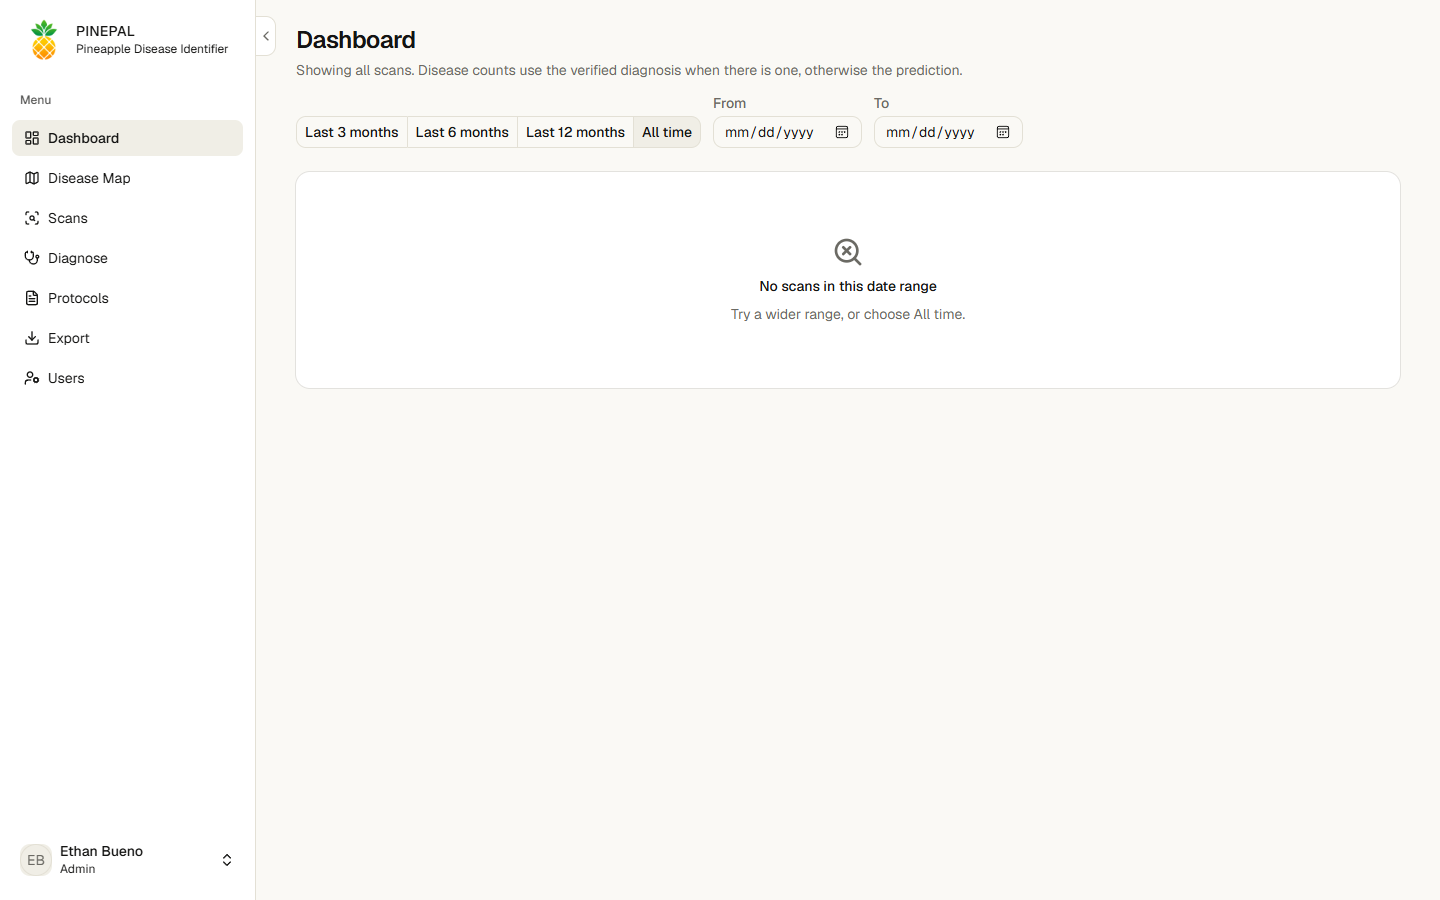 PINEPAL
Pineapple Disease Identifier
Menu
Dashboard
Disease Map
Scans
Diagnose
Protocols
Export
Users
EB
Ethan Bueno
Admin
Dashboard
Showing all scans. Disease counts use the verified diagnosis when there is one, otherwise the prediction.
Last 3 months
Last 6 months
Last 12 months
All time
From
mm/dd/yyyy
To
mm/dd/yyyy
No scans in this date range
Try a wider range, or choose All time.